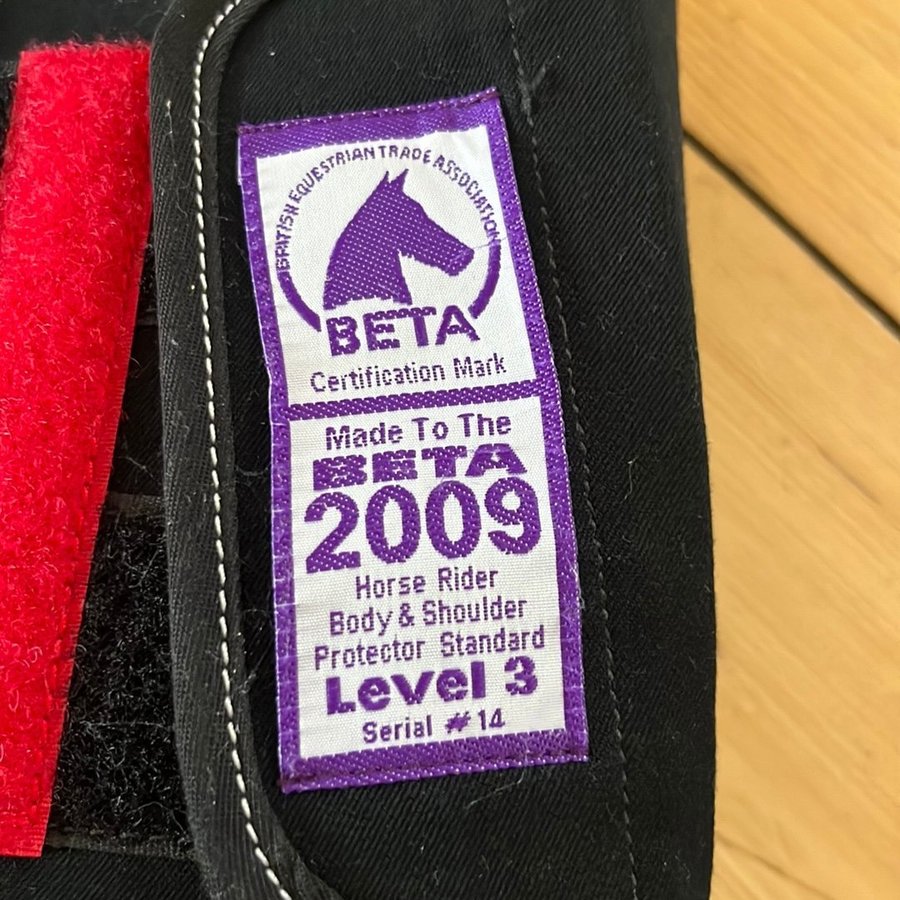 BRITISH EQUESTRIAN TRADE ASSOCIATION
BETA
Certification Mark
Made To The
BETA
2009
Horse Rider
Body & Shoulder
Protector Standard
Level 3
Serial # 14